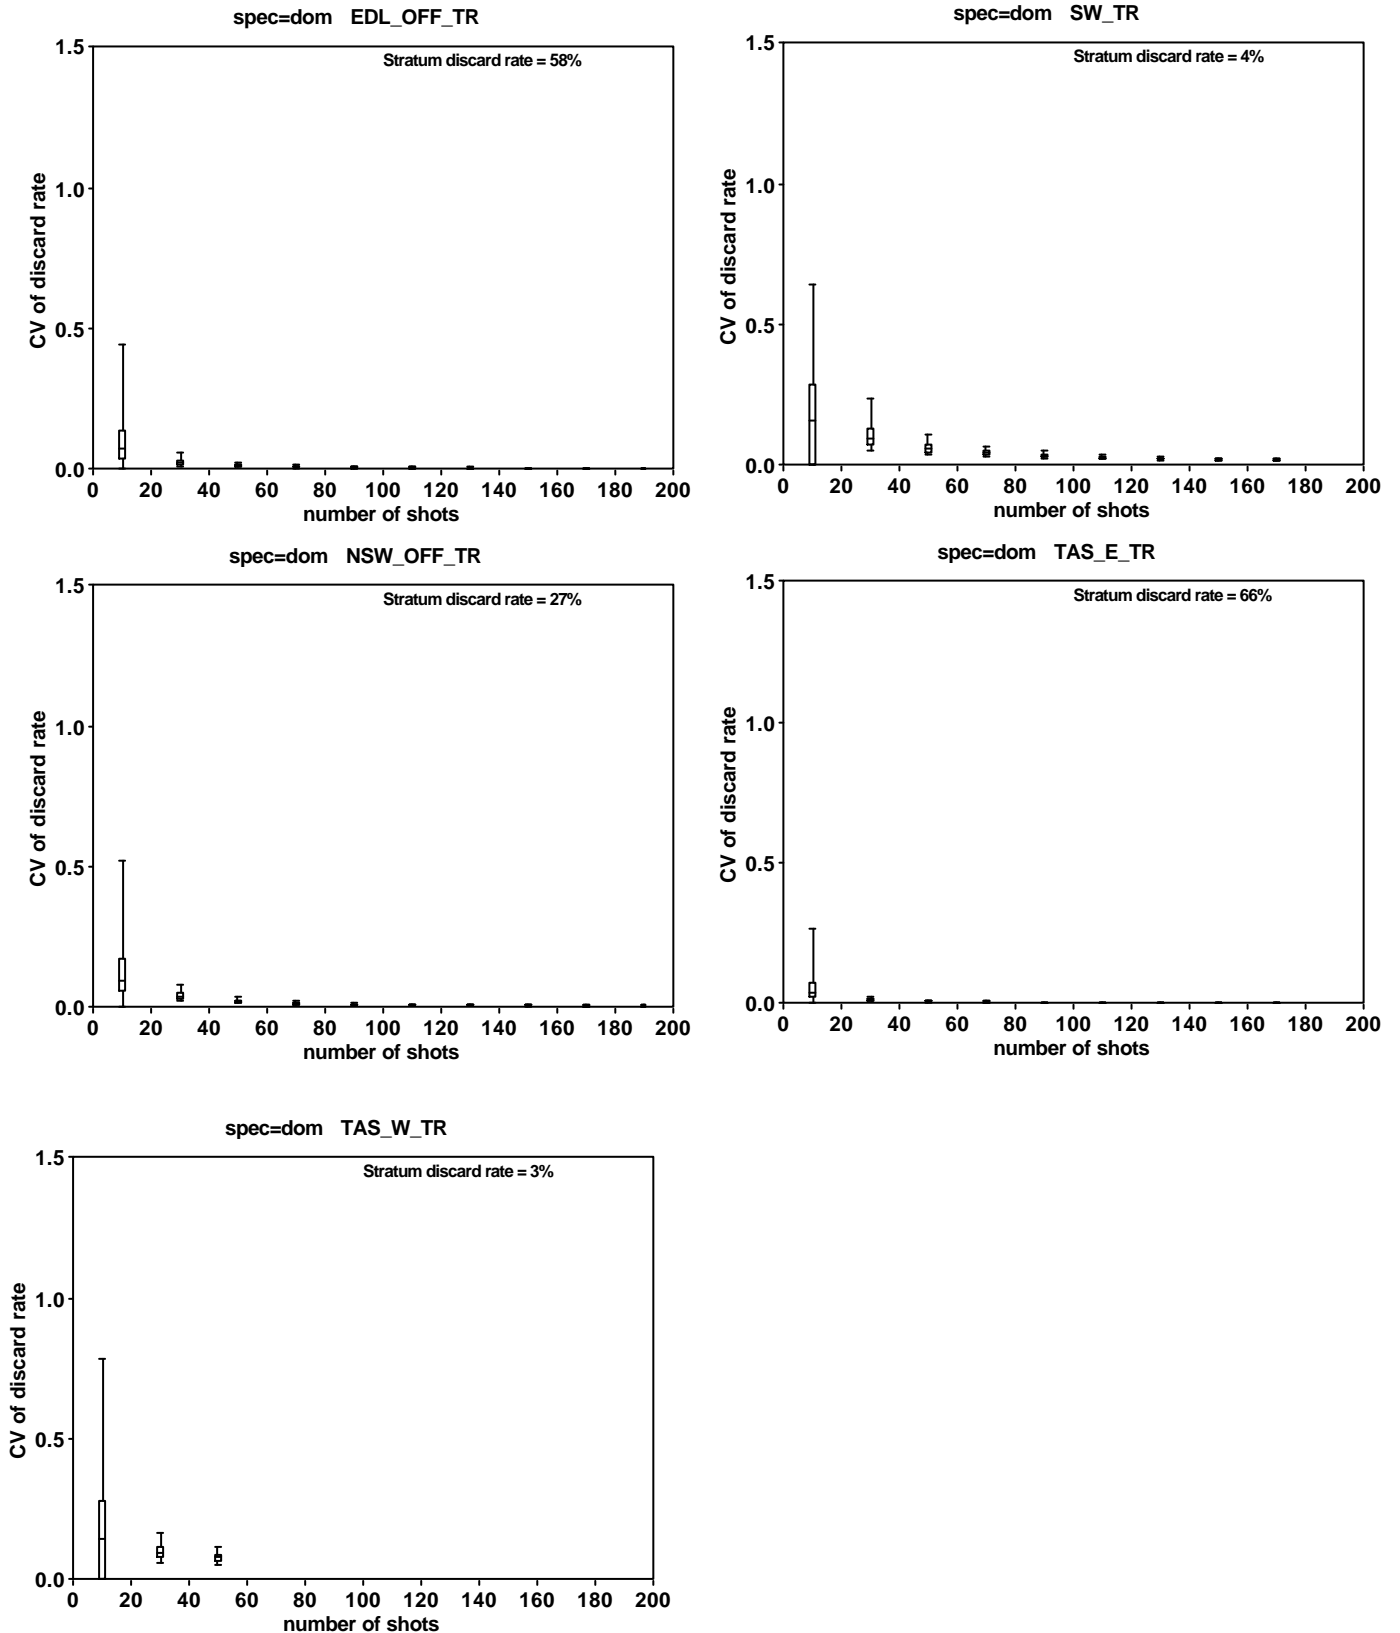 spec=dom EDL_OFF_TR
Stratum discard rate = 58%
CV of discard rate
1.5
1.0
0.5
0.0
0 20 40 60 80 100 120 140 160 180 200
number of shots
spec=dom SW_TR
Stratum discard rate = 4%
CV of discard rate
1.5
1.0
0.5
0.0
0 20 40 60 80 100 120 140 160 180 200
number of shots
spec=dom NSW_OFF_TR
Stratum discard rate = 27%
CV of discard rate
1.5
1.0
0.5
0.0
0 20 40 60 80 100 120 140 160 180 200
number of shots
spec=dom TAS_E_TR
Stratum discard rate = 66%
CV of discard rate
1.5
1.0
0.5
0.0
0 20 40 60 80 100 120 140 160 180 200
number of shots
spec=dom TAS_W_TR
Stratum discard rate = 3%
CV of discard rate
1.5
1.0
0.5
0.0
0 20 40 60 80 100 120 140 160 180 200
number of shots